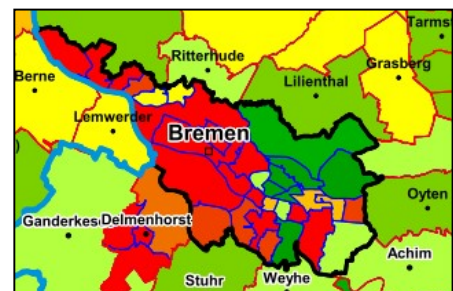 Tarmst
Ritterhude
Grasberg
Berne
Lilienthal
Lemwerder
Bremen
)
Oyten
Ganderkes
Delmenhorst
Achim
Stuhr
Weyhe